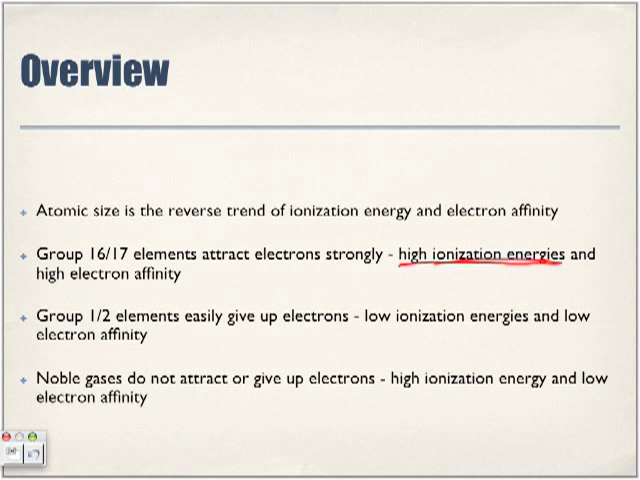 Overview
Atomic size is the reverse trend of ionization energy and electron affinity
Group 16/17 elements attract electrons strongly - high ionization energies and
high electron affinity
Group 1/2 elements easily give up electrons - low ionization energies and low
electron affinity
Noble gases do not attract or give up electrons - high ionization energy and low
electron affinity